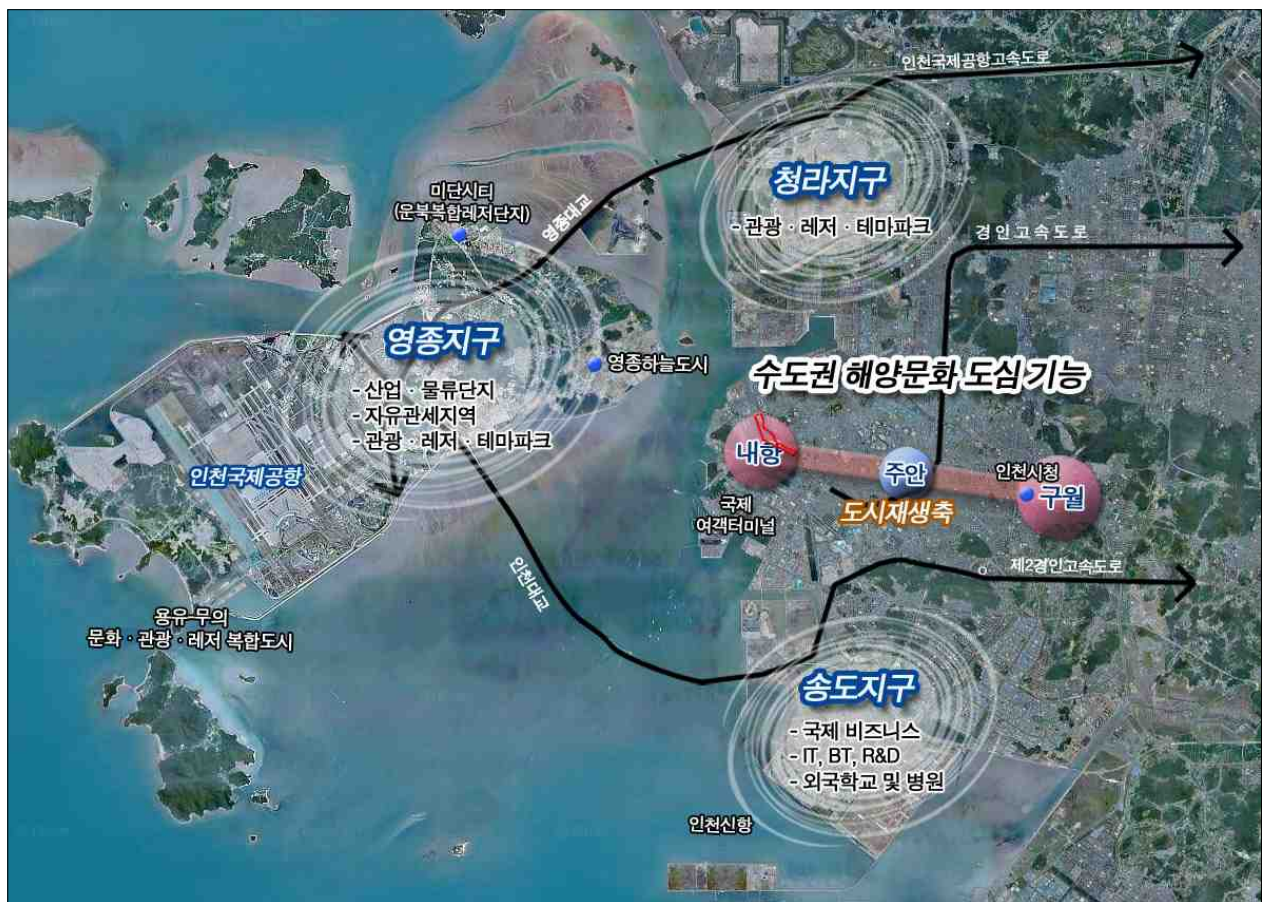 인천국제공항고속도로
청라지구
- 관광 · 레저 · 테마파크
미단시티
(운북복합레저단지)
영종대교
경인고속도로
영종지구
- 산업 · 물류단지
- 자유관세지역
- 관광 · 레저 · 테마파크
영종하늘도시
수도권 해양문화 도심 기능
내항
주안
인천시청
구월
인천국제공항
국제
여객터미널
도시재생축
제2경인고속도로
인천대교
용유·무의
문화 · 관광 · 레저 복합도시
송도지구
- 국제 비즈니스
- IT, BT, R&D
- 외국학교 및 병원
인천신항